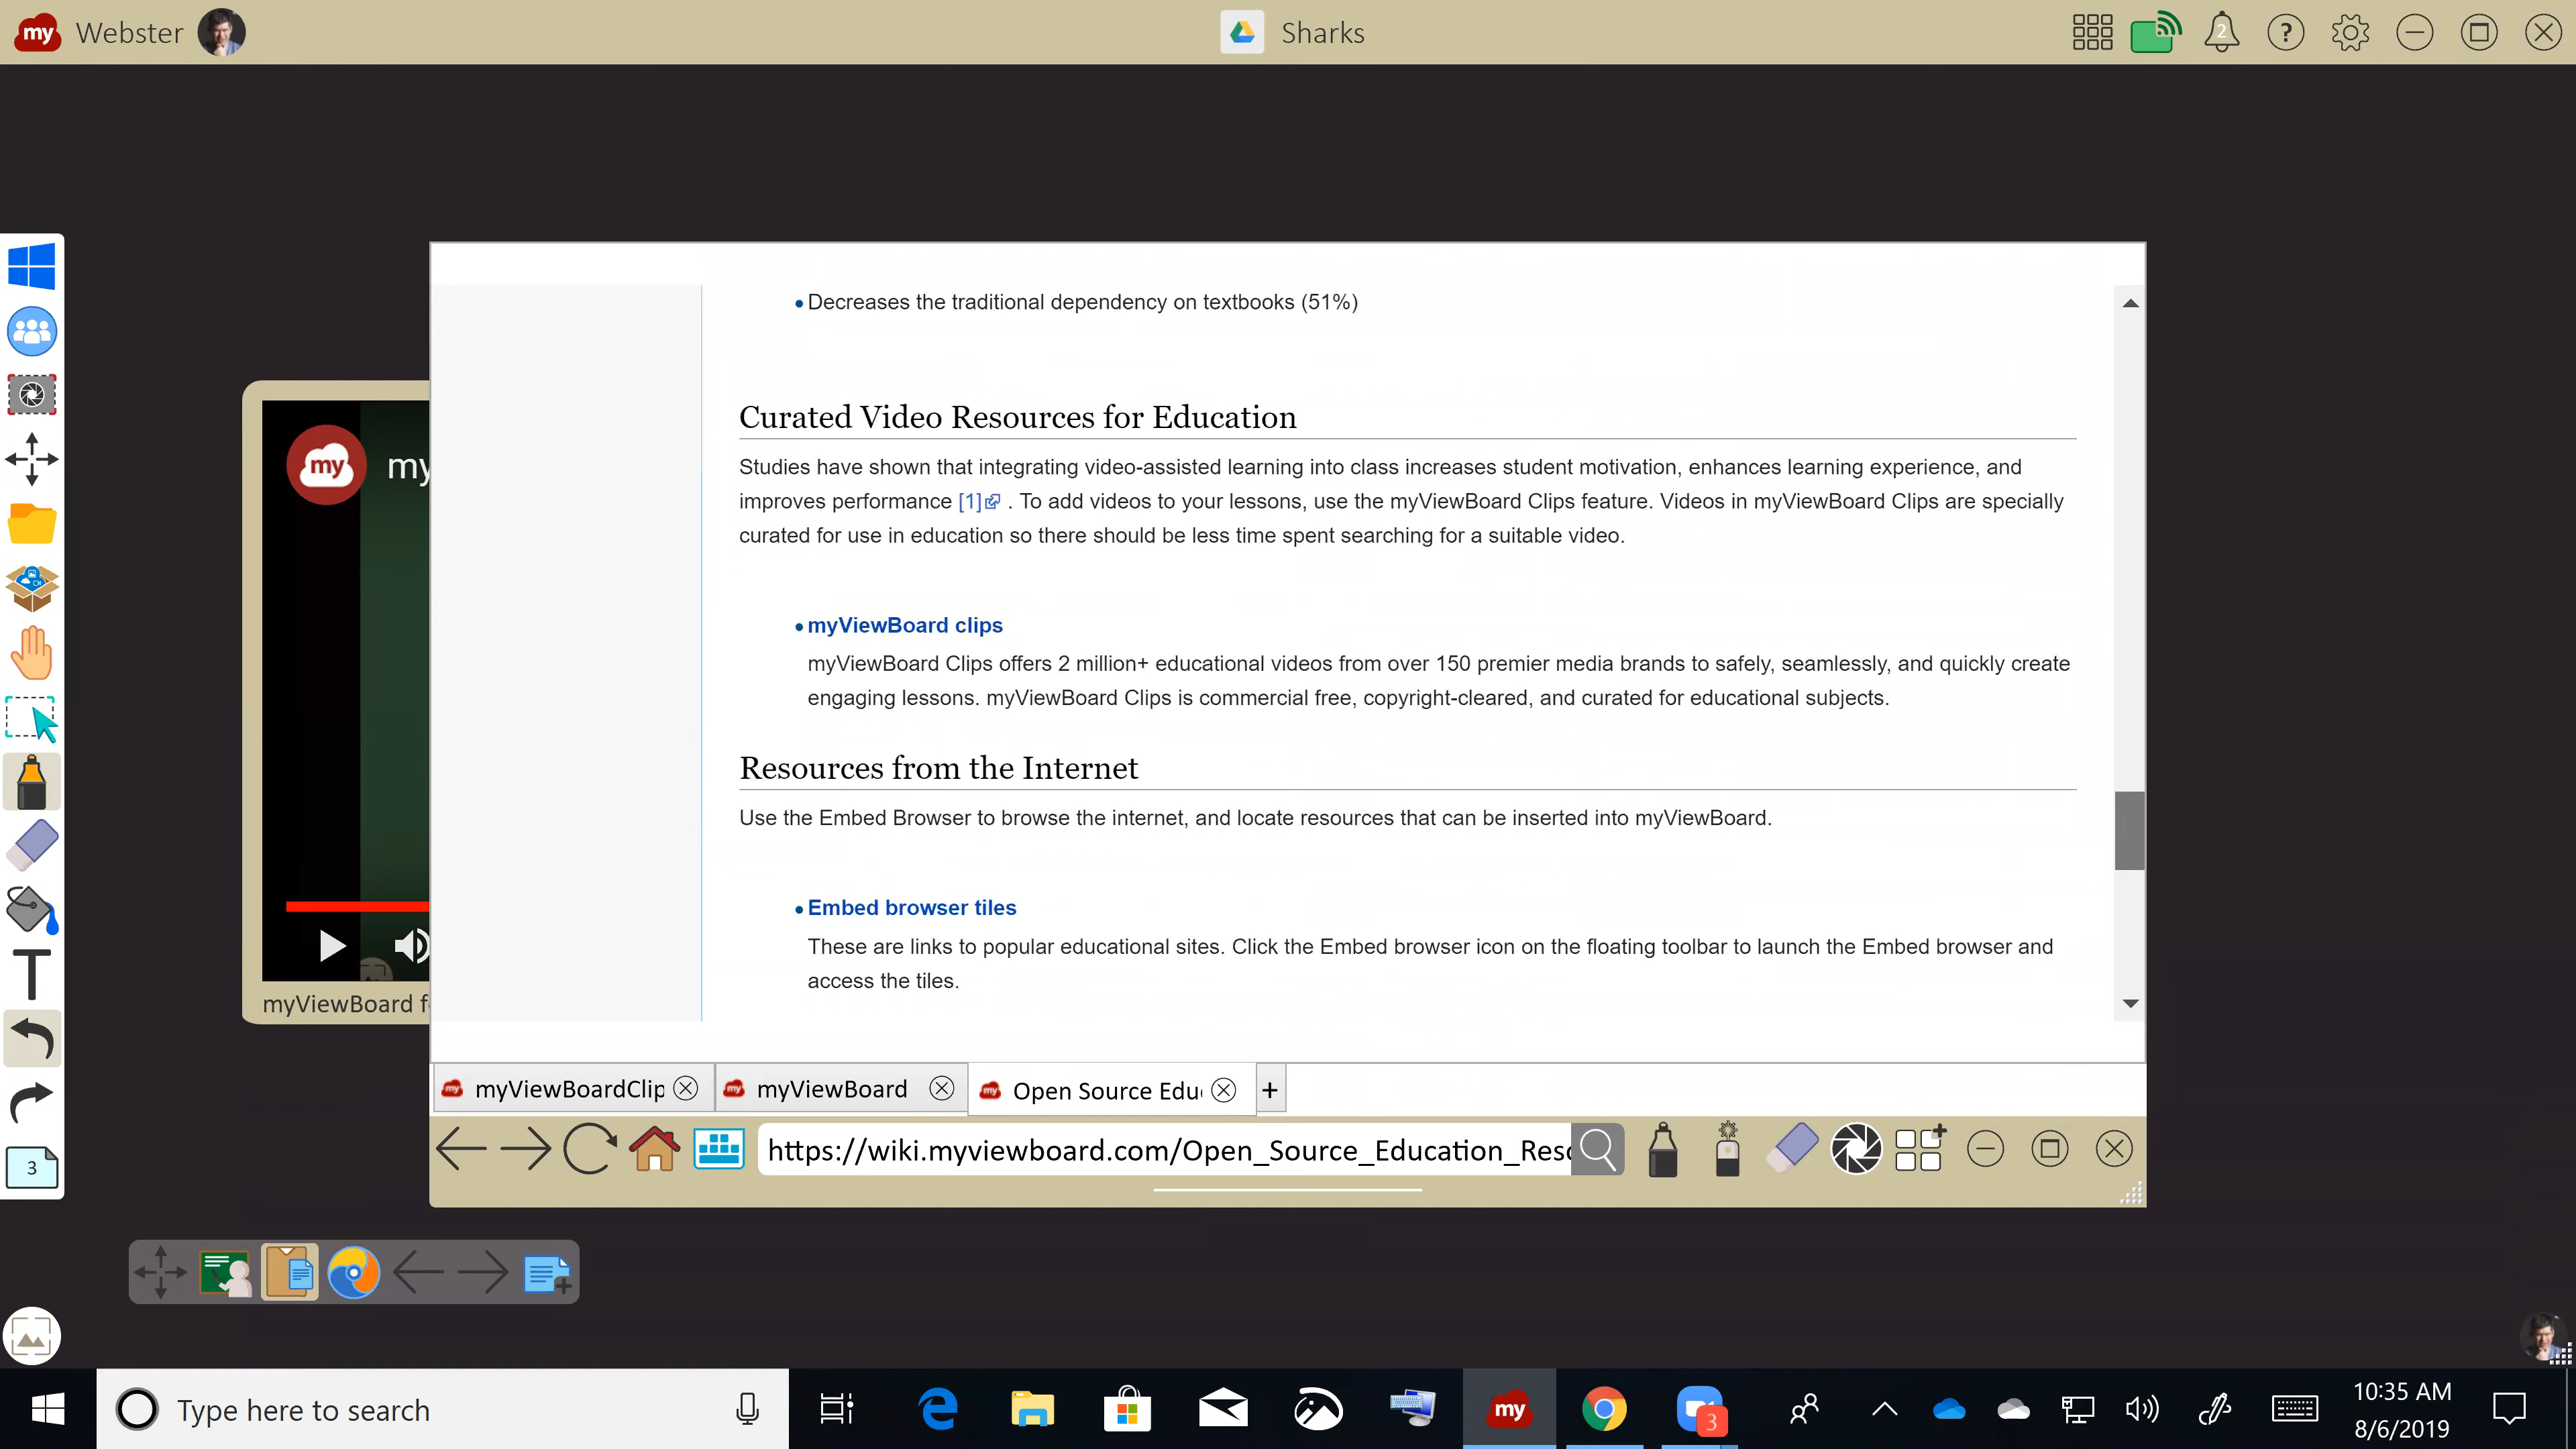 my Webster
Sharks
2
?
• Decreases the traditional dependency on textbooks (51%)
Curated Video Resources for Education
Studies have shown that integrating video-assisted learning into class increases student motivation, enhances learning experience, and
improves performance [1] . To add videos to your lessons, use the myViewBoard Clips feature. Videos in myViewBoard Clips are specially
curated for use in education so there should be less time spent searching for a suitable video.
my my
• myViewBoard clips
myViewBoard Clips offers 2 million+ educational videos from over 150 premier media brands to safely, seamlessly, and quickly create
engaging lessons. myViewBoard Clips is commercial free, copyright-cleared, and curated for educational subjects.
Resources from the Internet
Use the Embed Browser to browse the internet, and locate resources that can be inserted into myViewBoard.
• Embed browser tiles
These are links to popular educational sites. Click the Embed browser icon on the floating toolbar to launch the Embed browser and
access the tiles.
T
myViewBoard f
3
my myViewBoardClip my myViewBoard my Open Source Edu +
https://wiki.myviewboard.com/Open_Source_Education_Reso
Type here to search
my
3
10:35 AM
8/6/2019